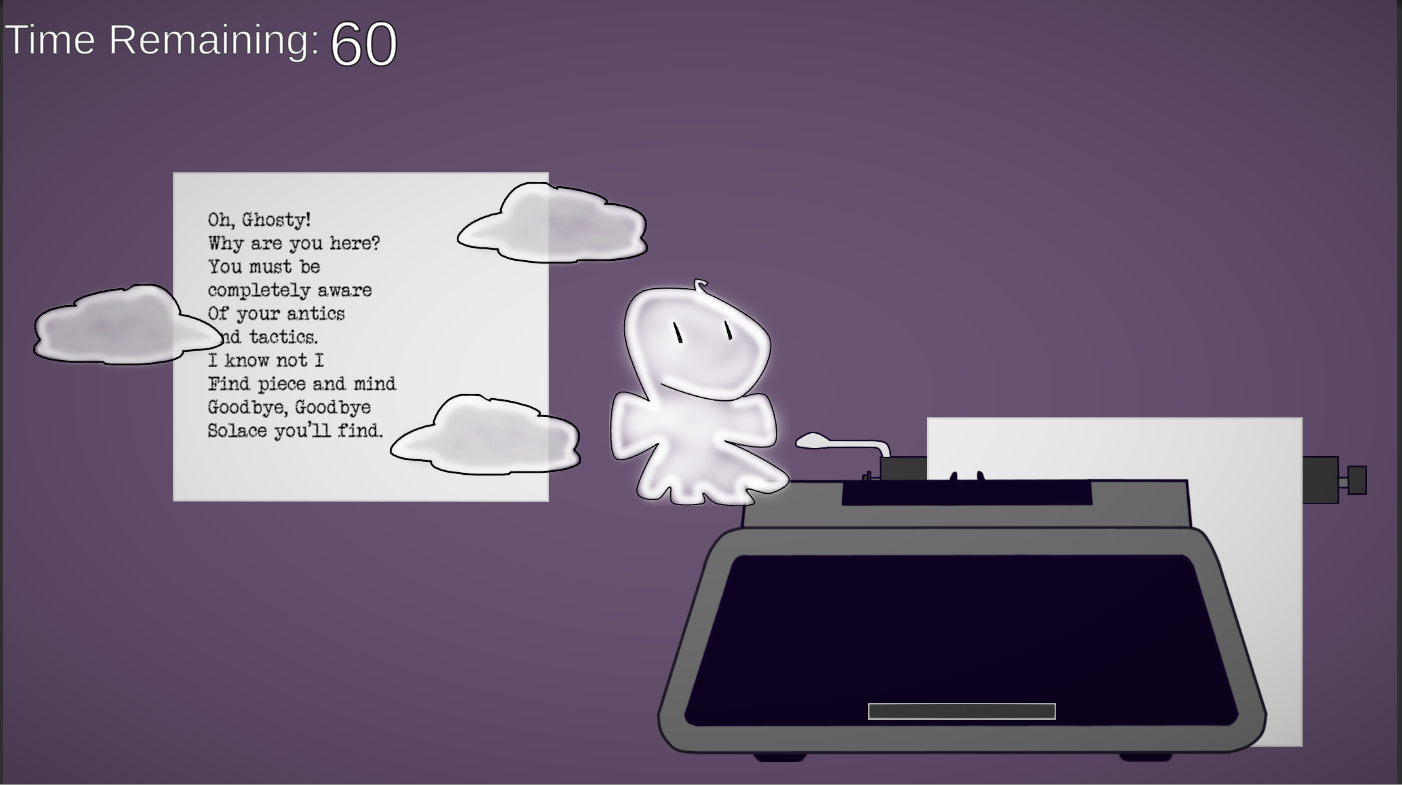 Time Remaining: 60
Oh, Ghosty!
Why are you here?
You must be
completely aware
Of your antics
and tactics.
I know not I
Find piece and mind
Goodbye, Goodbye
Solace you'll find.